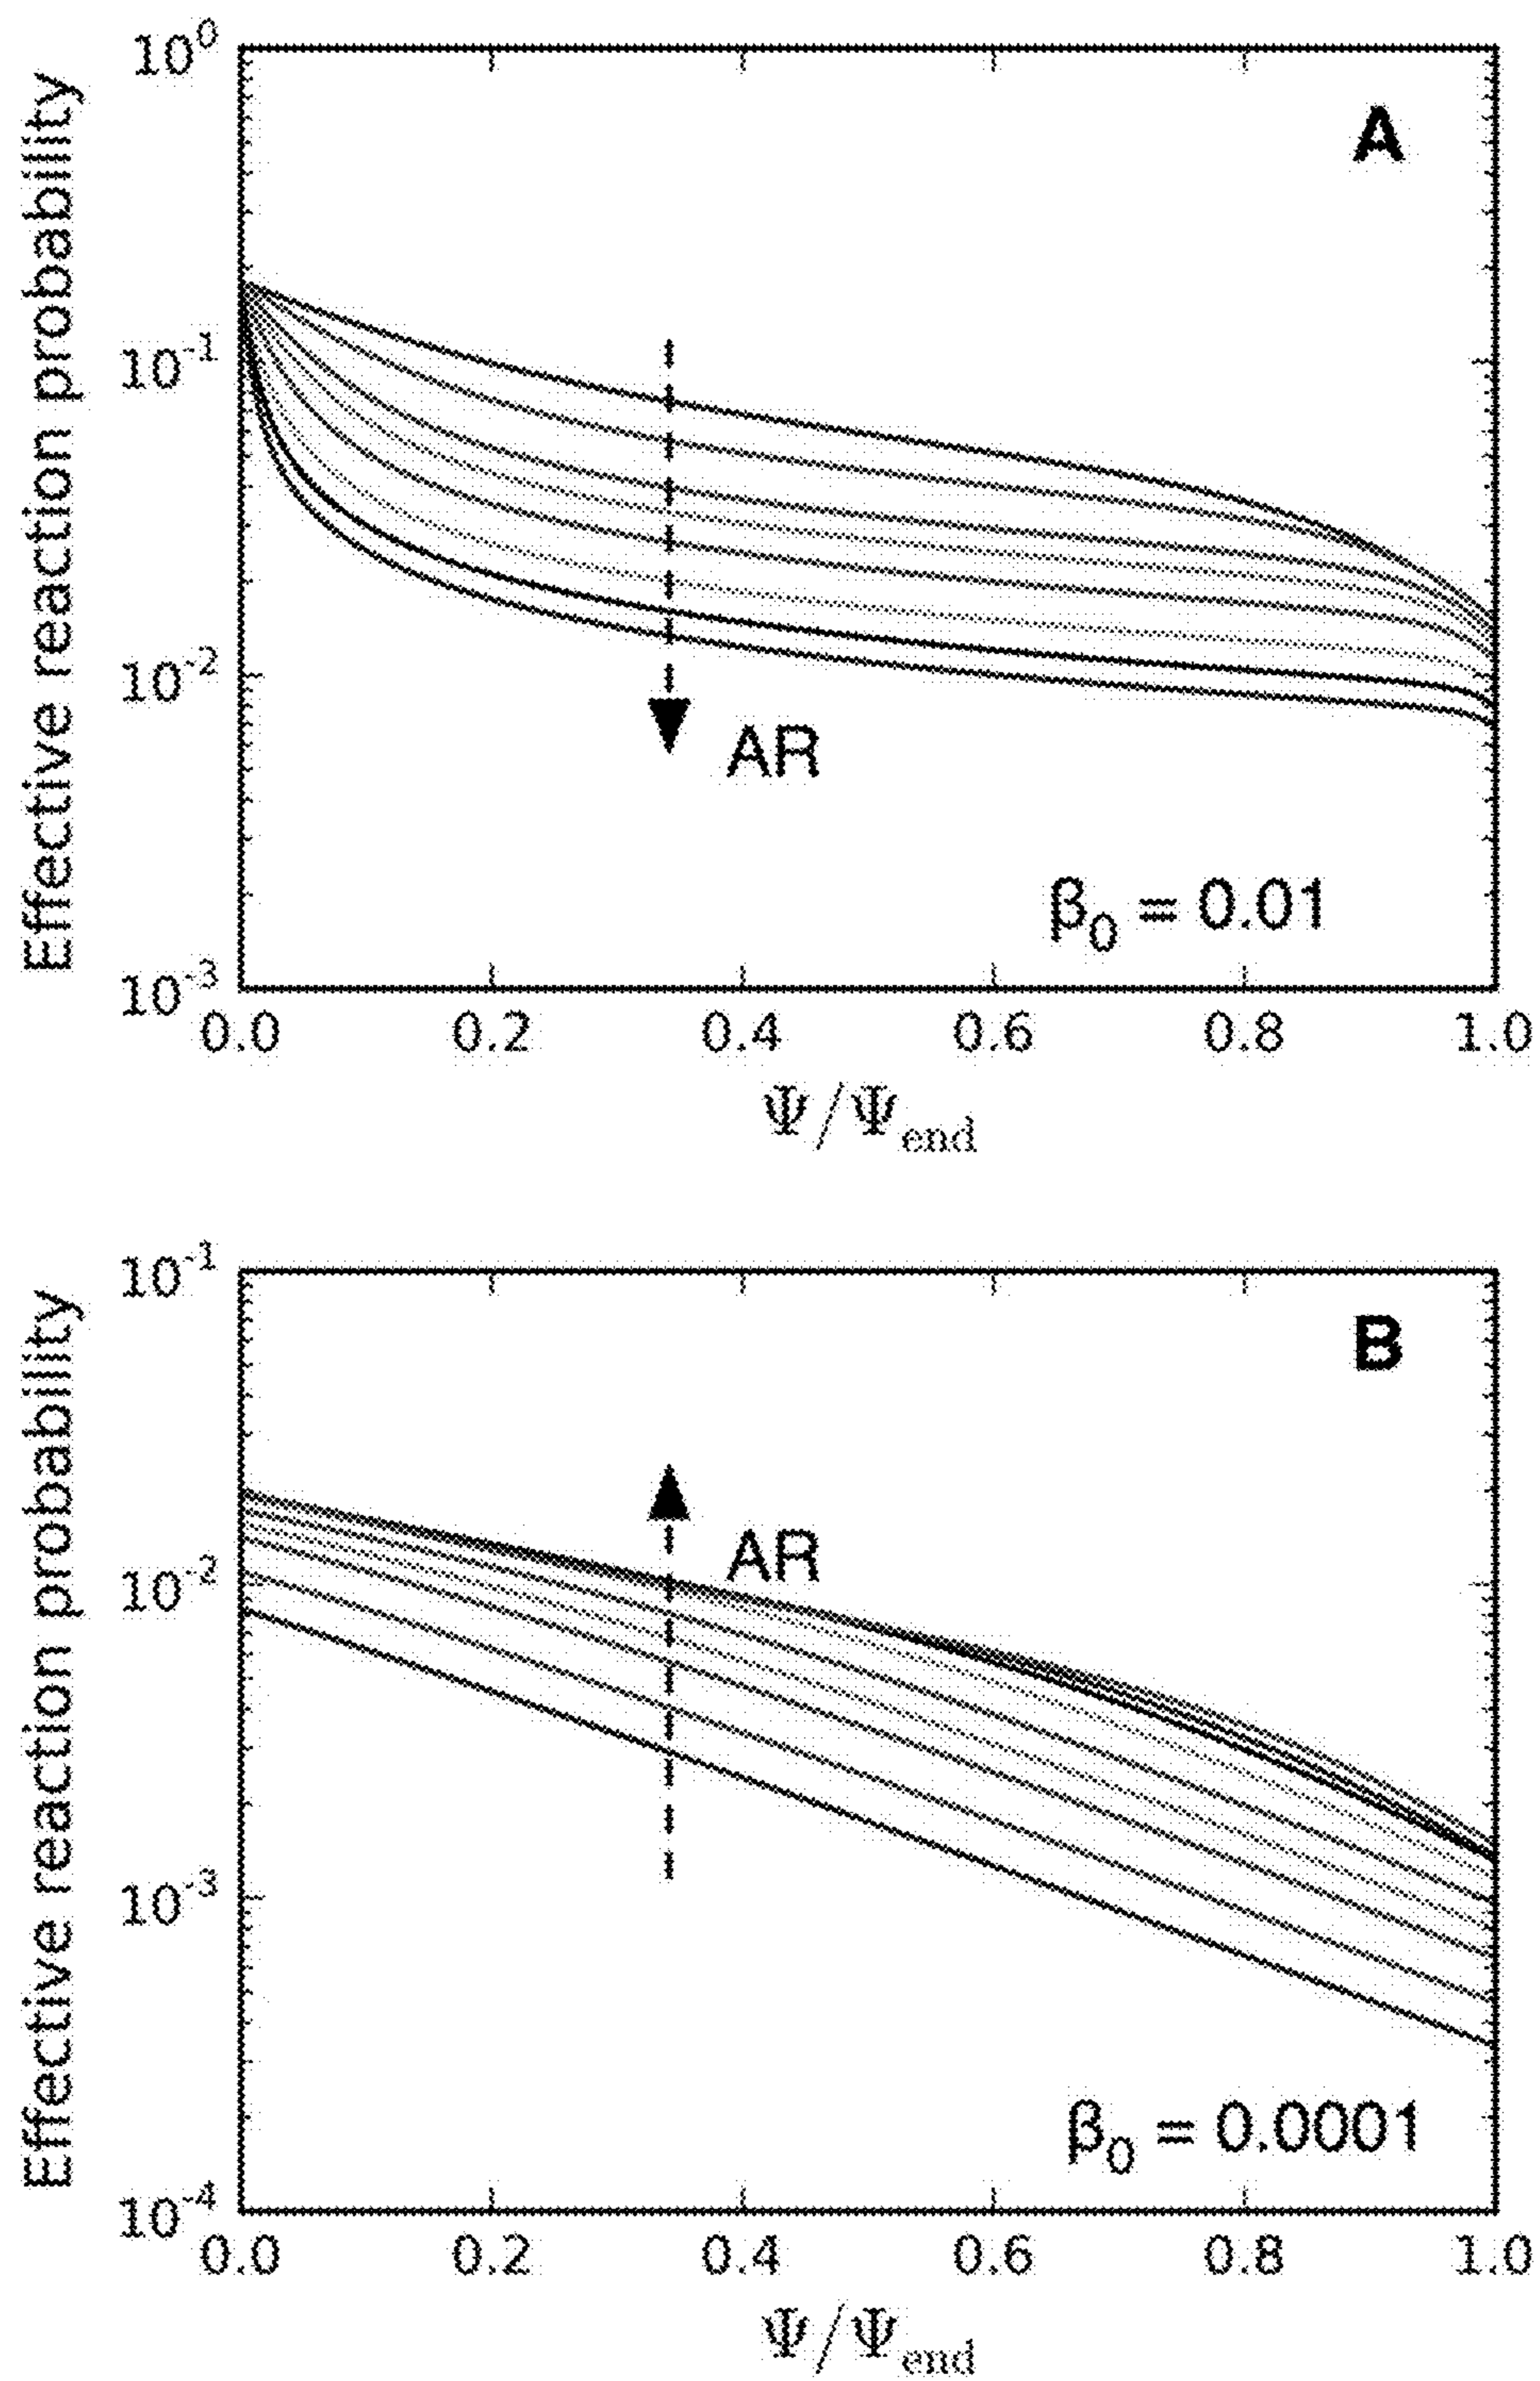 Effective reaction probability
10⁰
10⁻¹
10⁻²
10⁻³
A
AR
β₀ = 0.01
0.0 0.2 0.4 0.6 0.8 1.0
Ψ/Ψend
Effective reaction probability
10⁻¹
10⁻²
10⁻³
10⁻⁴
B
AR
β₀ = 0.0001
0.0 0.2 0.4 0.6 0.8 1.0
Ψ/Ψend